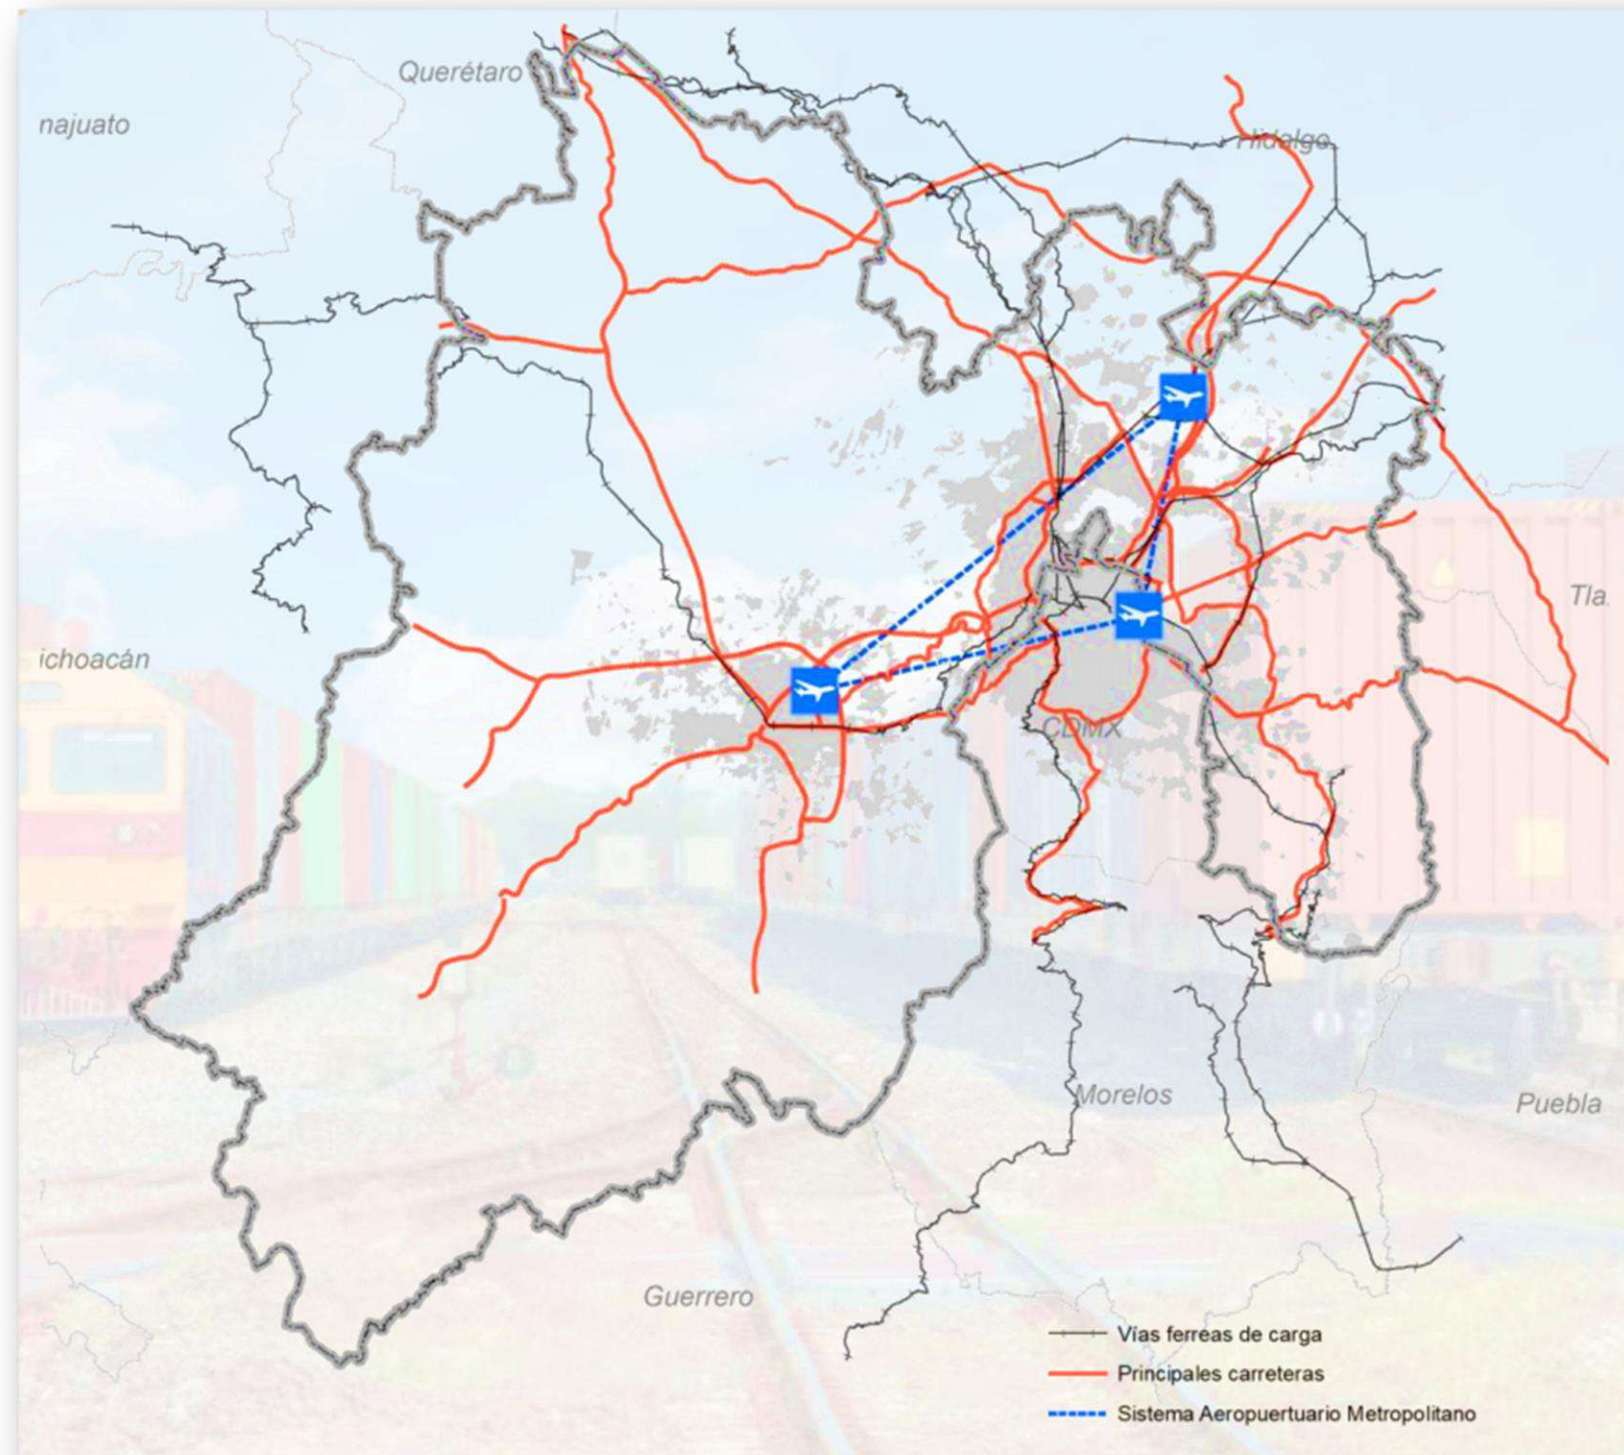 Querétaro
najuato
Hidalgo
Tla.
ichoacán
CDMX
Morelos
Puebla
Guerrero
Vías ferreas de carga
Principales carreteras
Sistema Aeropuertuario Metropolitano